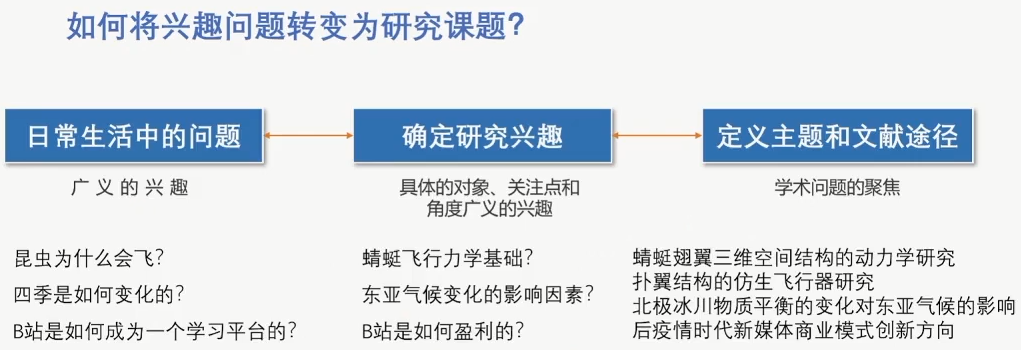 如何将兴趣问题转变为研究课题?
日常生活中的问题
确定研究兴趣
定义主题和文献途径
广义的兴趣
具体的对象、关注点和
角度广义的兴趣
学术问题的聚焦
昆虫为什么会飞?
四季是如何变化的?
B站是如何成为一个学习平台的?
蜻蜓飞行力学基础?
东亚气候变化的影响因素?
B站是如何盈利的?
蜻蜓翅翼三维空间结构的动力学研究
扑翼结构的仿生飞行器研究
北极冰川物质平衡的变化对东亚气候的影响
后疫情时代新媒体商业模式创新方向